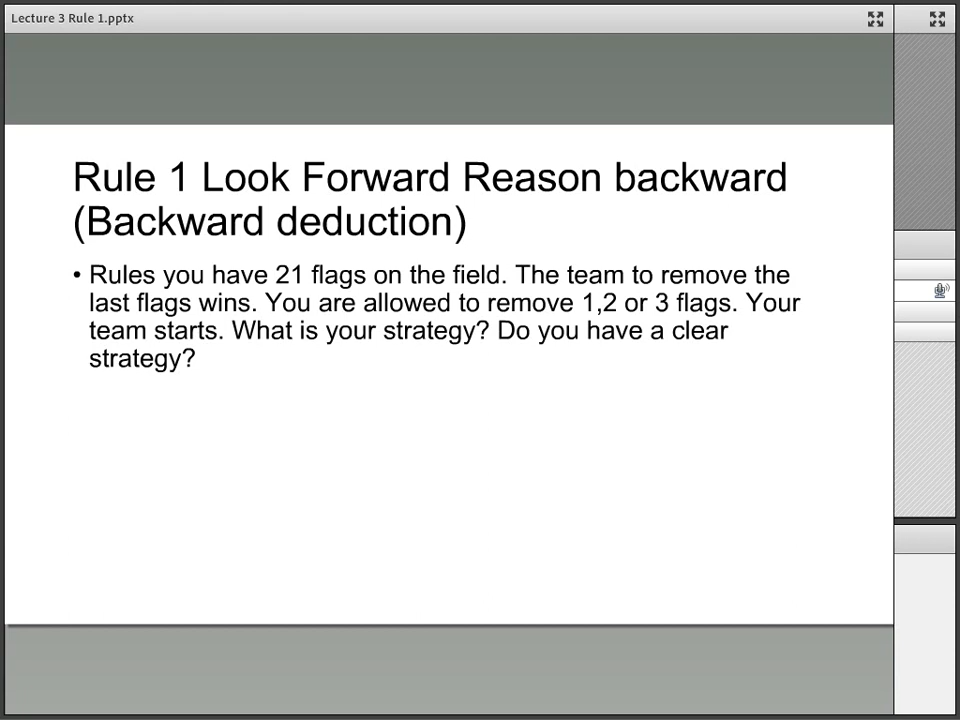 Lecture 3 Rule 1.pptx
Rule 1 Look Forward Reason backward
(Backward deduction)
• Rules you have 21 flags on the field. The team to remove the
last flags wins. You are allowed to remove 1,2 or 3 flags. Your
team starts. What is your strategy? Do you have a clear
strategy?